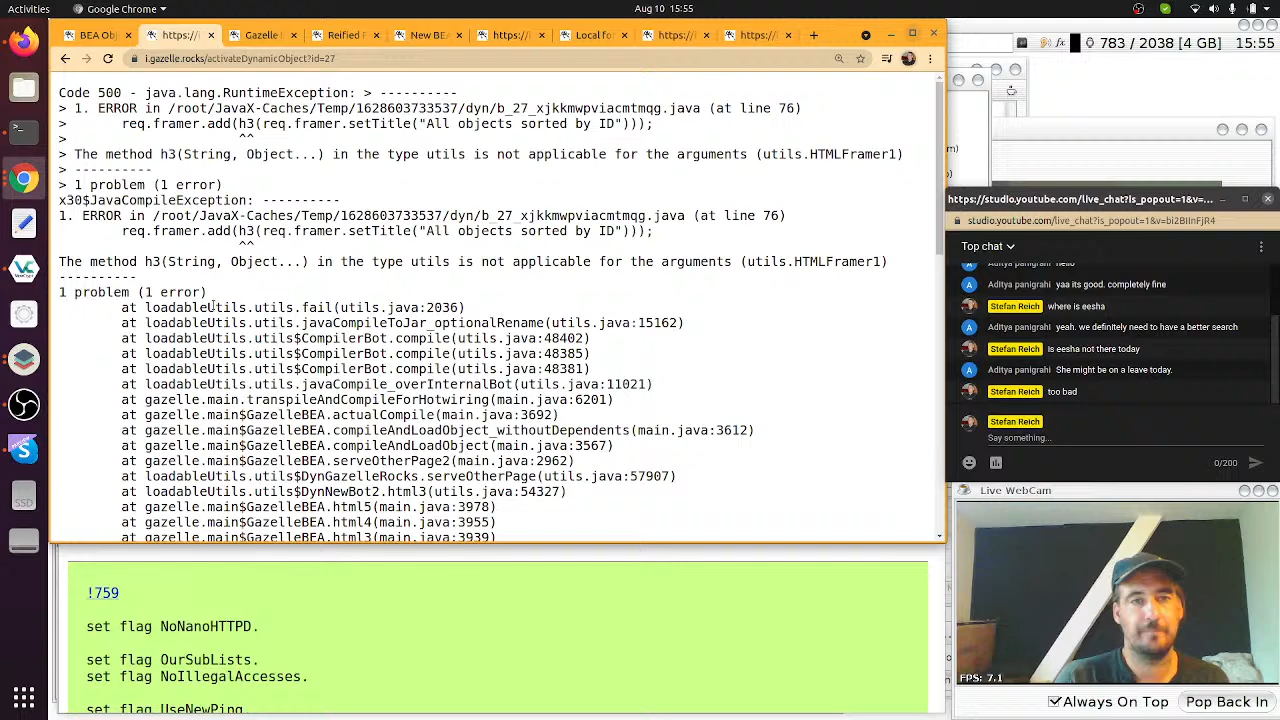 Activities
Google Chrome
Aug 10 15:55
BEA Obj
https://
Gazelle
Reified F
New BEA
https://
Local fo
https://
https://
i.gazelle.rocks/activateDynamicObject?id=27
Code 500 - java.lang.RuntimeException: > ----------
> 1. ERROR in /root/JavaX-Caches/Temp/1628603733537/dyn/b_27_xjkkmwpviacmtmqg.java (at line 76)
>       req.framer.add(h3(req.framer.setTitle("All objects sorted by ID")));
>                      ^^
> The method h3(String, Object...) in the type utils is not applicable for the arguments (utils.HTMLFramer1)
> ----------
> 1 problem (1 error)
x30$JavaCompileException: ----------
1. ERROR in /root/JavaX-Caches/Temp/1628603733537/dyn/b_27_xjkkmwpviacmtmqg.java (at line 76)
req.framer.add(h3(req.framer.setTitle("All objects sorted by ID")));
^^
The method h3(String, Object...) in the type utils is not applicable for the arguments (utils.HTMLFramer1)
----------
1 problem (1 error)
at loadableUtils.utils.fail(utils.java:2036)
at loadableUtils.utils.javaCompileToJar_optionalRename(utils.java:15162)
at loadableUtils.utils$CompilerBot.compile(utils.java:48402)
at loadableUtils.utils$CompilerBot.compile(utils.java:48385)
at loadableUtils.utils$CompilerBot.compile(utils.java:48381)
at loadableUtils.utils.javaCompile_overInternalBot(utils.java:11021)
at gazelle.main.transpileAndCompileForHotwiring(main.java:6201)
at gazelle.main$GazelleBEA.actualCompile(main.java:3692)
at gazelle.main$GazelleBEA.compileAndLoadObject_withoutDependents(main.java:3612)
at gazelle.main$GazelleBEA.compileAndLoadObject(main.java:3567)
at gazelle.main$GazelleBEA.serveOtherPage2(main.java:2962)
at loadableUtils.utils$DynGazelleRocks.serveOtherPage(utils.java:57907)
at loadableUtils.utils$DynNewBot2.html3(utils.java:54327)
at gazelle.main$GazelleBEA.html5(main.java:3978)
at gazelle.main$GazelleBEA.html4(main.java:3955)
at gazelle.main$GazelleBEA.html3(main.java:3939)
!759
set flag NoNanoHTTPD.
set flag OurSubLists.
set flag NoIllegalAccesses.
set flag UseNewPing.
783 / 2038 [4 GB]
15:55
https://studio.youtube.com/live_chat?is_popout=1&v=...
studio.youtube.com/live_chat?is_popout=1&v=bi2BIInFjR4
Top chat
Aditya panigrahi hello
Aditya panigrahi yaa its good. completely fine
Stefan Reich where is eesha
Aditya panigrahi yeah. we definitely need to have a better search
Stefan Reich Is eesha not there today
Aditya panigrahi She might be on a leave today.
Stefan Reich too bad
Stefan Reich
Say something...
0/200
Live WebCam
FPS: 7.1
Always On Top
Pop Back In
SSD